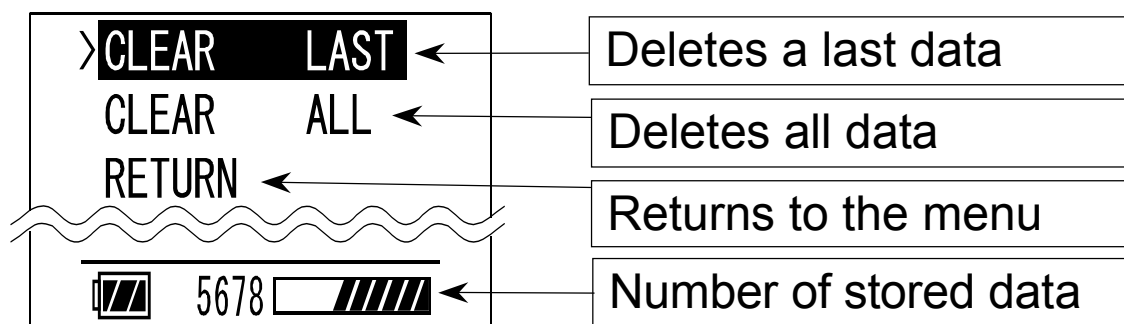 >CLEAR LAST
Deletes a last data
CLEAR ALL
Deletes all data
RETURN
Returns to the menu
5678
Number of stored data